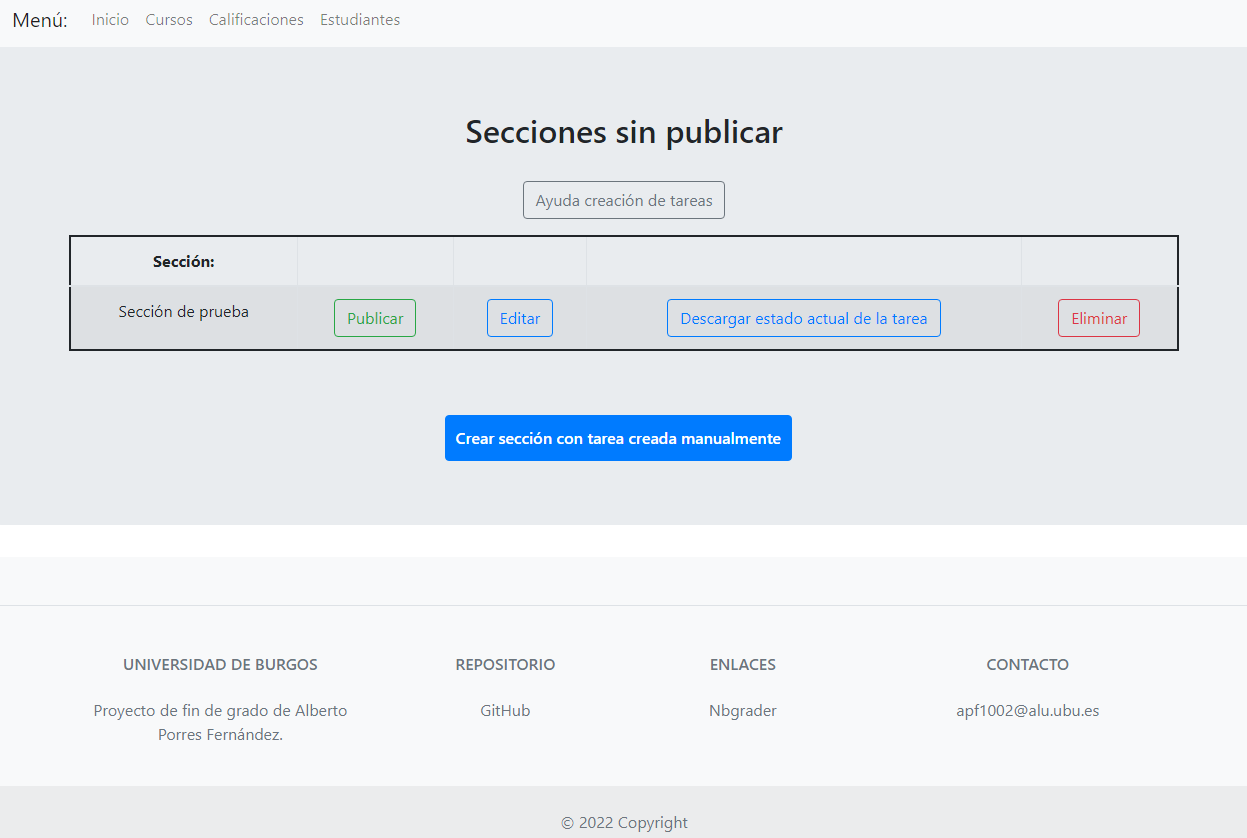 Menú: Inicio Cursos Calificaciones Estudiantes
Secciones sin publicar
Ayuda creación de tareas
Sección:
Sección de prueba Publicar Editar Descargar estado actual de la tarea Eliminar
Crear sección con tarea creada manualmente
UNIVERSIDAD DE BURGOS
Proyecto de fin de grado de Alberto
Porres Fernández.
REPOSITORIO
GitHub
ENLACES
Nbgrader
CONTACTO
apf1002@alu.ubu.es
© 2022 Copyright